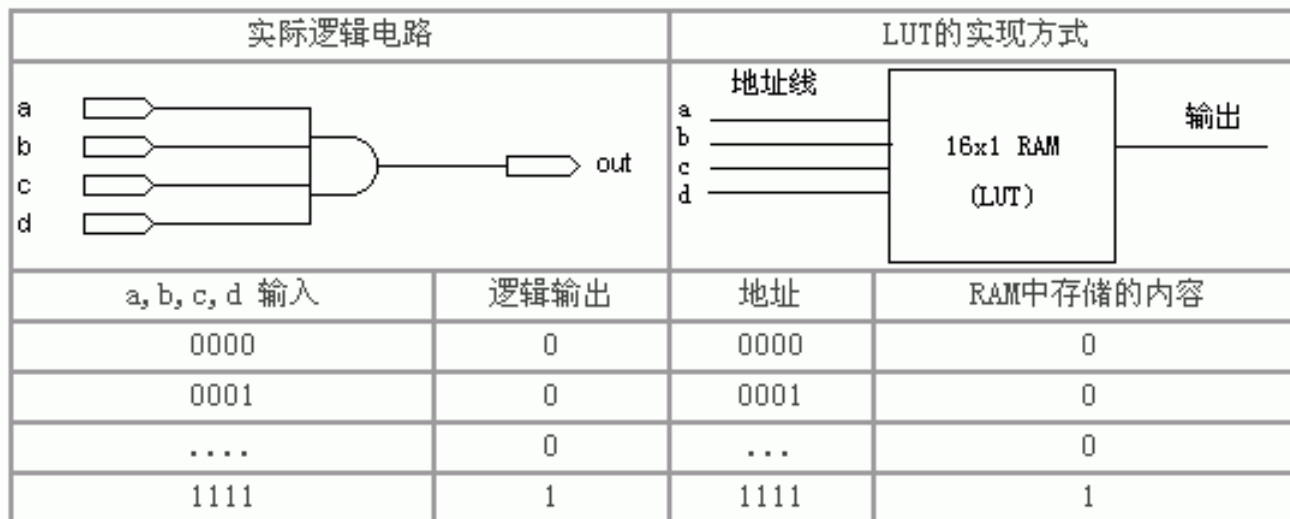 实际逻辑电路 LUT的实现方式
a
b
c
d
out
地址线
a
b
c
d
16x1 RAM
(LUT)
输出
a,b,c,d 输入 逻辑输出 地址 RAM中存储的内容
0000 0 0000 0
0001 0 0001 0
.... 0 ... 0
1111 1 1111 1